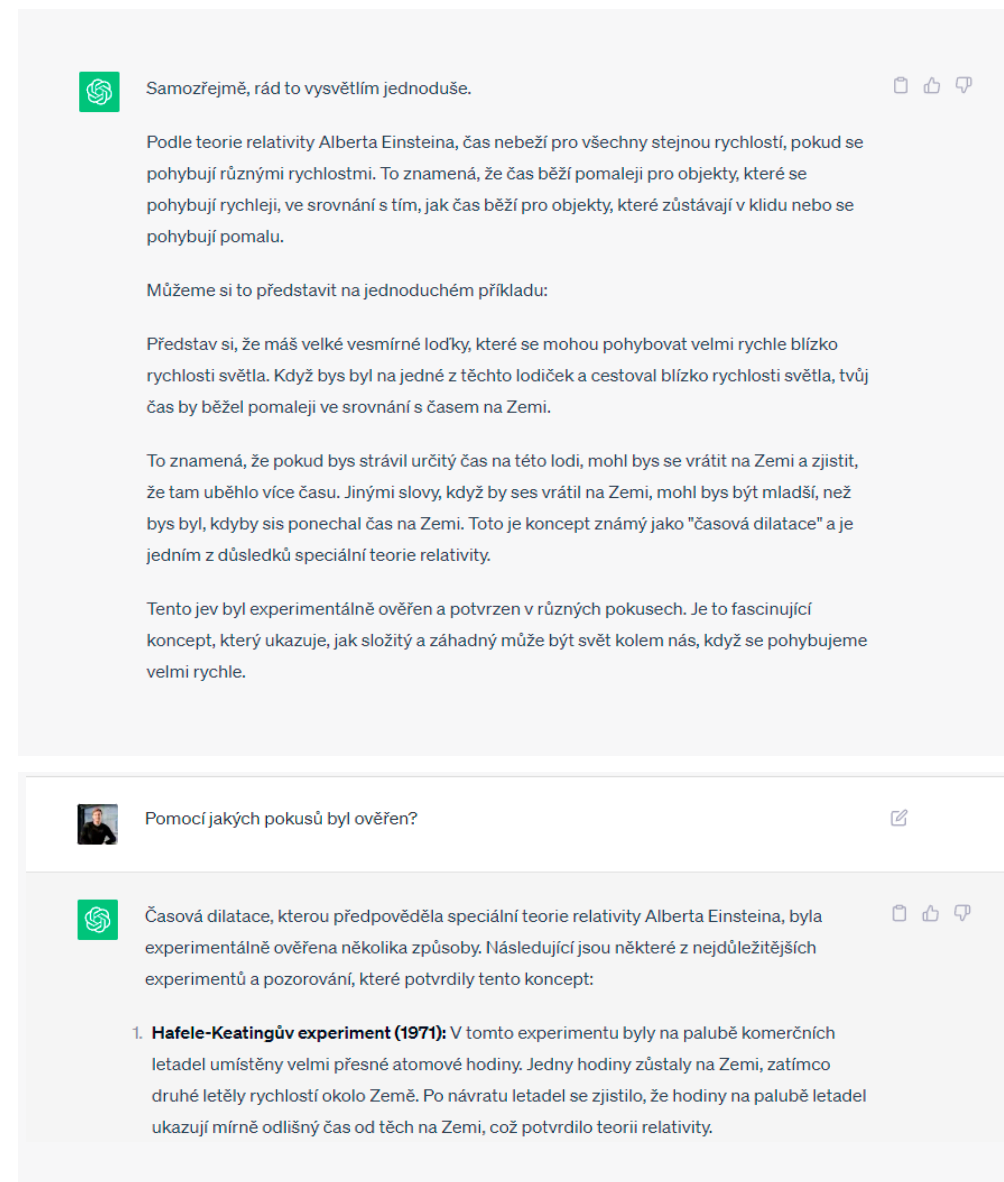 Samozřejmě, rád to vysvětlím jednoduše.
Podle teorie relativity Alberta Einsteina, čas nebeží pro všechny stejnou rychlostí, pokud se
pohybují různými rychlostmi. To znamená, že čas běží pomaleji pro objekty, které se
pohybují rychleji, ve srovnání s tím, jak čas běží pro objekty, které zůstávají v klidu nebo se
pohybují pomalu.
Můžeme si to představit na jednoduchém příkladu:
Představ si, že máš velké vesmírné loďky, které se mohou pohybovat velmi rychle blízko
rychlosti světla. Když bys byl na jedné z těchto lodiček a cestoval blízko rychlosti světla, tvůj
čas by běžel pomaleji ve srovnání s časem na Zemi.
To znamená, že pokud bys strávil určitý čas na této lodi, mohl bys se vrátit na Zemi a zjistit,
že tam uběhlo více času. Jinými slovy, když by ses vrátil na Zemi, mohl bys být mladší, než
bys byl, kdyby sis ponechal čas na Zemi. Toto je koncept známý jako "časová dilatace" a je
jedním z důsledků speciální teorie relativity.
Tento jev byl experimentálně ověřen a potvrzen v různých pokusech. Je to fascinující
koncept, který ukazuje, jak složitý a záhadný může být svět kolem nás, když se pohybujeme
velmi rychle.
Pomocí jakých pokusů byl ověřen?
Časová dilatace, kterou předpověděla speciální teorie relativity Alberta Einsteina, byla
experimentálně ověřena několika způsoby. Následující jsou některé z nejdůležitějších
experimentů a pozorování, které potvrdily tento koncept:
1. Hafele-Keatingův experiment (1971): V tomto experimentu byly na palubě komerčních
letadel umístěny velmi přesné atomové hodiny. Jedny hodiny zůstaly na Zemi, zatímco
druhé letěly rychlostí okolo Země. Po návratu letadel se zjistilo, že hodiny na palubě letadel
ukazují mírně odlišný čas od těch na Zemi, což potvrdilo teorii relativity.